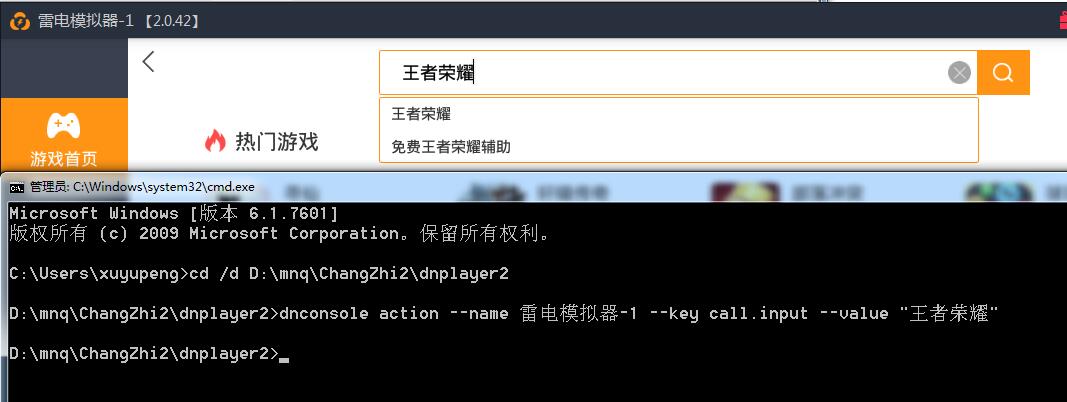 雷电模拟器-1 【2.0.42】
王者荣耀
王者荣耀
免费王者荣耀辅助
热门游戏
游戏首页
管理员: C:\Windows\system32\cmd.exe
Microsoft Windows [版本 6.1.7601]
版权所有 (c) 2009 Microsoft Corporation。保留所有权利。
C:\Users\xuyupeng>cd /d D:\mnq\ChangZhi2\dnplayer2
D:\mnq\ChangZhi2\dnplayer2>dnconsole action --name 雷电模拟器-1 --key call.input --value "王者荣耀"
D:\mnq\ChangZhi2\dnplayer2>_